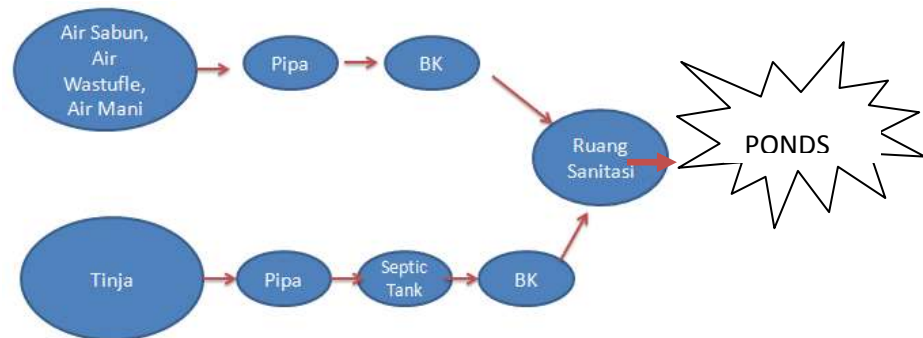 Air Sabun,
Air
Wastufle,
Air Mani
Pipa
BK
Ruang
Sanitasi
PONDS
Tinja
Pipa
Septic
Tank
BK